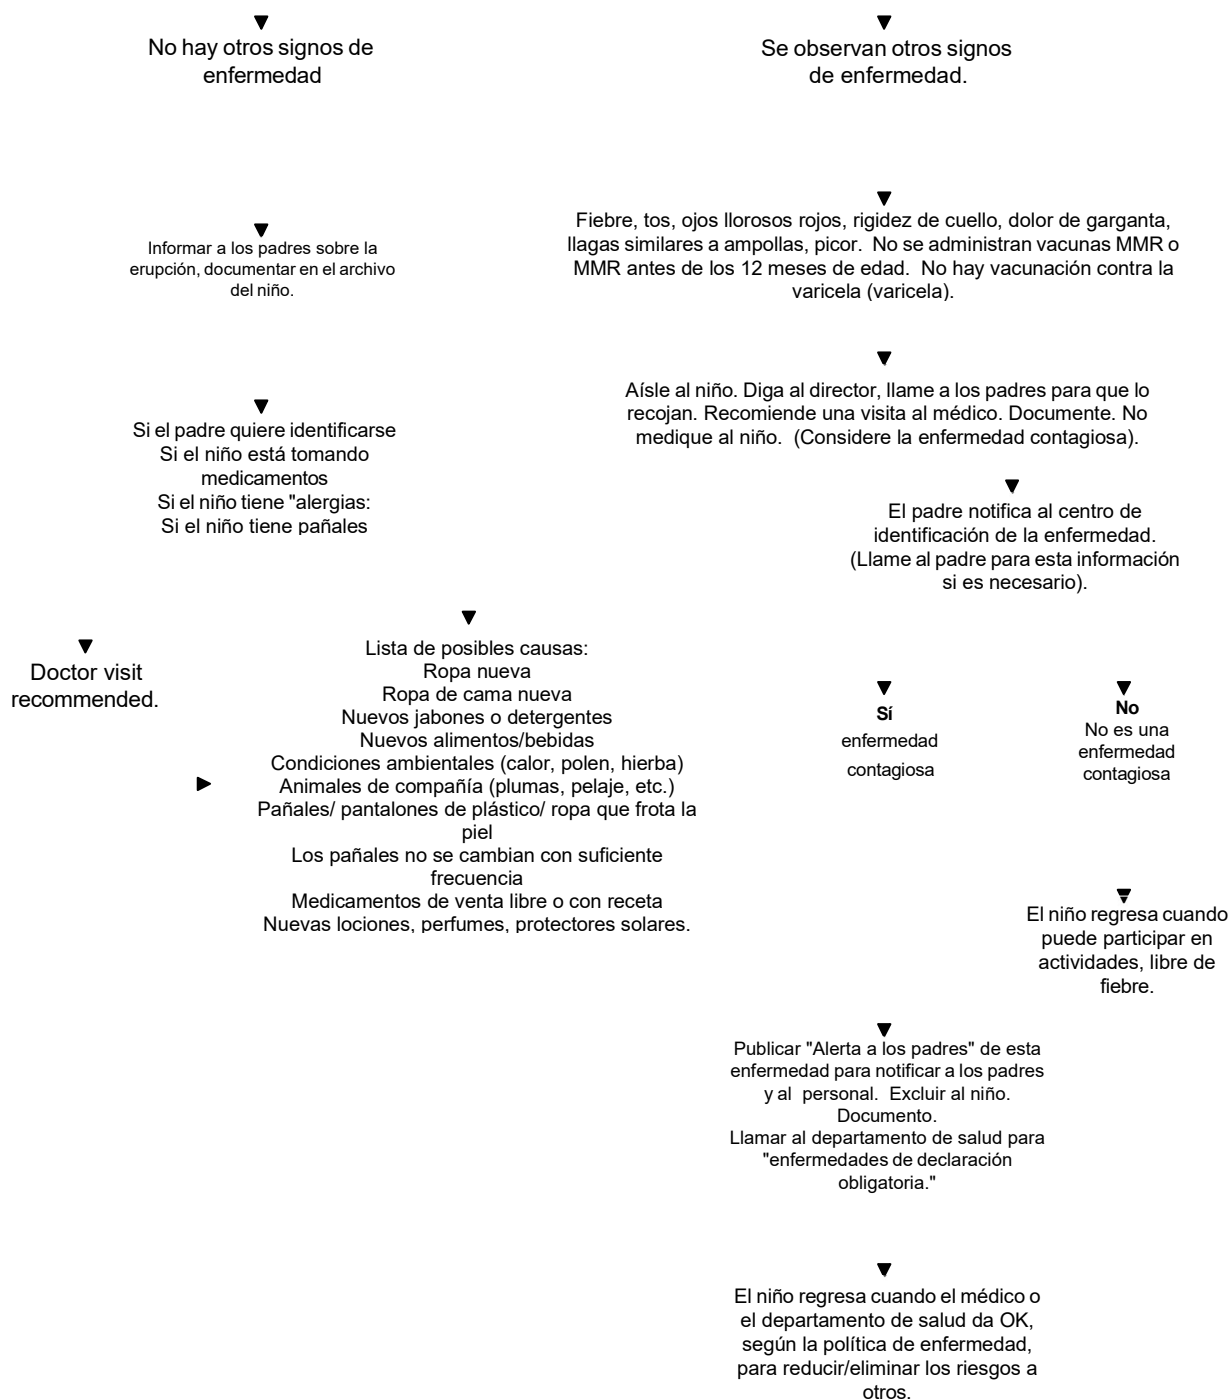 No hay otros signos de
enfermedad
Se observan otros signos
de enfermedad.
Informar a los padres sobre la
erupción, documentar en el archivo
del niño.
Fiebre, tos, ojos llorosos rojos, rigidez de cuello, dolor de garganta,
llagas similares a ampollas, picor.  No se administran vacunas MMR o
MMR antes de los 12 meses de edad.  No hay vacunación contra la
varicela (varicela).
Aísle al niño. Diga al director, llame a los padres para que lo
recojan. Recomiende una visita al médico. Documente. No
medique al niño.  (Considere la enfermedad contagiosa).
Si el padre quiere identificarse
Si el niño está tomando
medicamentos
Si el niño tiene "alergias:
Si el niño tiene pañales
El padre notifica al centro de
identificación de la enfermedad.
(Llame al padre para esta información
si es necesario).
Doctor visit
recommended.
Lista de posibles causas:
Ropa nueva
Ropa de cama nueva
Nuevos jabones o detergentes
Nuevos alimentos/bebidas
Condiciones ambientales (calor, polen, hierba)
Animales de compañía (plumas, pelaje, etc.)
Pañales/ pantalones de plástico/ ropa que frota la
piel
Los pañales no se cambian con suficiente
frecuencia
Medicamentos de venta libre o con receta
Nuevas lociones, perfumes, protectores solares.
Sí
enfermedad
contagiosa
No
No es una
enfermedad
contagiosa
El niño regresa cuando
puede participar en
actividades, libre de
fiebre.
Publicar "Alerta a los padres" de esta
enfermedad para notificar a los padres
y al  personal.  Excluir al niño.
Documento.
Llamar al departamento de salud para
"enfermedades de declaración
obligatoria."
El niño regresa cuando el médico o
el departamento de salud da OK,
según la política de enfermedad,
para reducir/eliminar los riesgos a
otros.